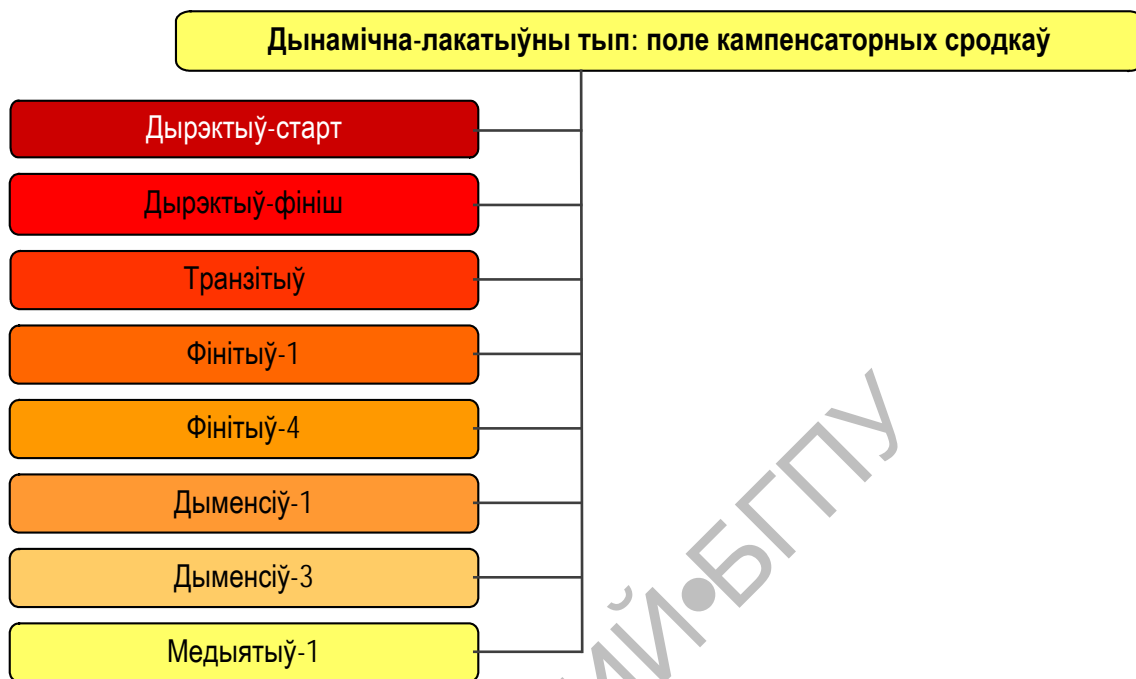 Дынамічна-лакатыўны тып: поле кампенсаторных сродкаў
Дырэктыў-старт
Дырэктыў-фініш
Транзітыў
Фінітыў-1
Фінітыў-4
Дыменсіў-1
Дыменсіў-3
Медыятыў-1
БГПУ